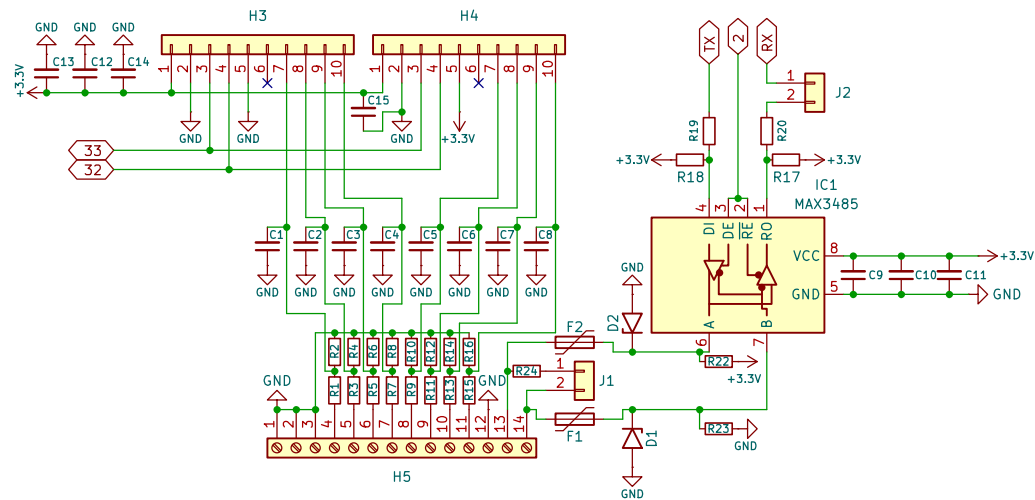 H3
H4
GND GND GND
C13 C12 C14
+3.3V
1 2 3 4 5 6 7 8 9 10
1 2 3 4 5 6 7 8 9 10
C15
GND GND GND
+3.3V
33
32
TX 2 RX
1
2
J2
R19 R20
+3.3V R18 R17 +3.3V
IC1
MAX3485
4 3 2 1
DI DE RE RO
VCC 8
GND 5
A B
6 7
+3.3V
C9 C10 C11
GND
C1 C2 C3 C4 C5 C6 C7 C8
GND GND GND GND GND GND GND GND
GND
D2
F2
R22
+3.3V
R2 R4 R6 R8 R10 R12 R14 R16
R1 R3 R5 R7 R9 R11 R13 R15
R24
1
2
J1
GND GND
F1
D1
R23
GND
GND
1 2 3 4 5 6 7 8 9 10 11 12 13 14
H5